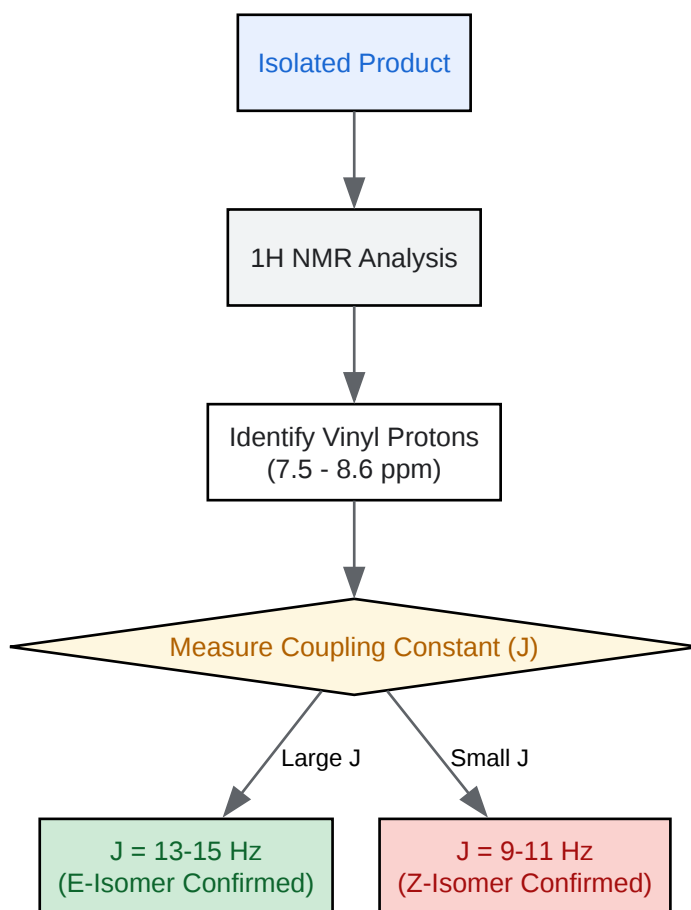 Isolated Product
1H NMR Analysis
Identify Vinyl Protons
(7.5 - 8.6 ppm)
Measure Coupling Constant (J)
Large J
Small J
J = 13-15 Hz
(E-Isomer Confirmed)
J = 9-11 Hz
(Z-Isomer Confirmed)